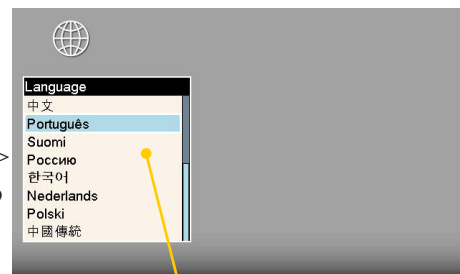 Language
中文
Português
Suomi
Россию
한국어
Nederlands
Polski
中國傳統